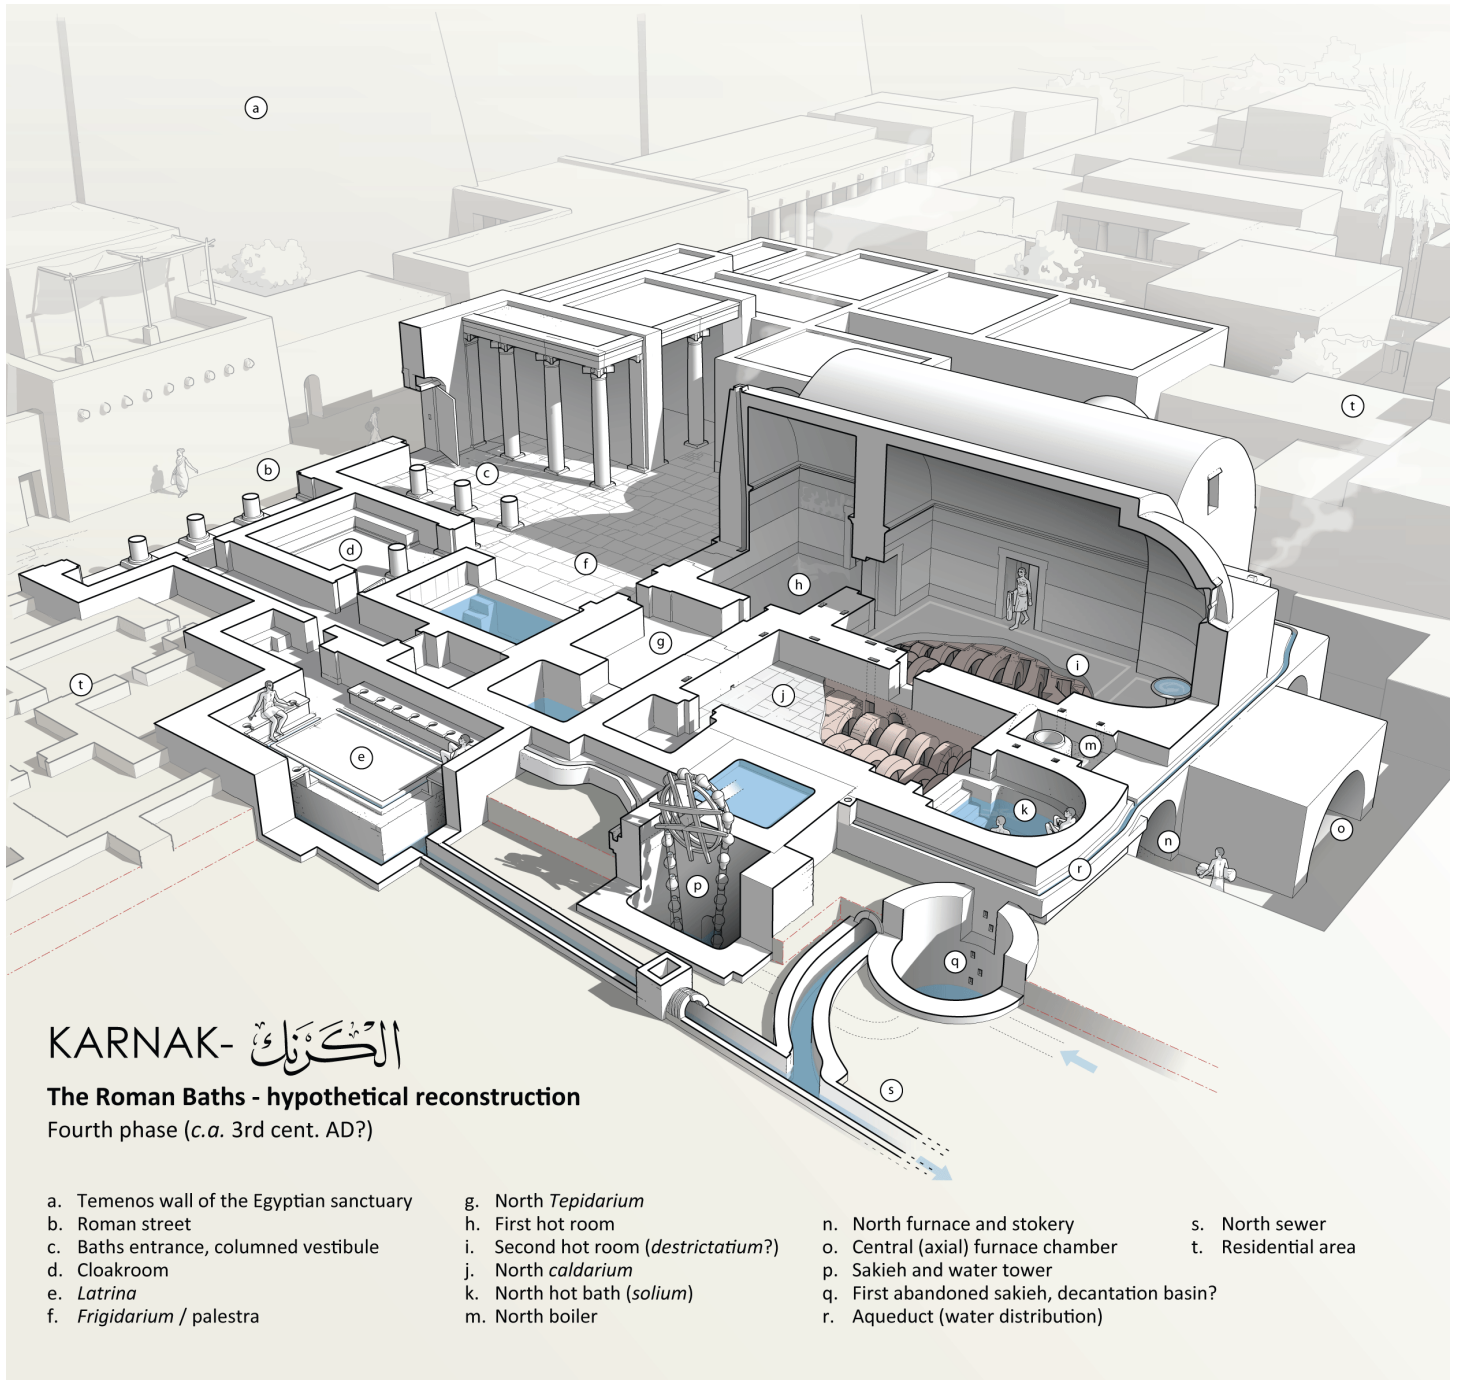 a
t
b
c
d
f
h
g
i
t
j
e
m
k
o
n
r
p
q
s
KARNAK- الكَرنَك
The Roman Baths - hypothetical reconstruction
Fourth phase (c.a. 3rd cent. AD?)
a. Temenos wall of the Egyptian sanctuary
b. Roman street
c. Baths entrance, columned vestibule
d. Cloakroom
e. Latrina
f. Frigidarium / palestra
g. North Tepidarium
h. First hot room
i. Second hot room (destrictatium?)
j. North caldarium
k. North hot bath (solium)
m. North boiler
n. North furnace and stokery
o. Central (axial) furnace chamber
p. Sakieh and water tower
q. First abandoned sakieh, decantation basin?
r. Aqueduct (water distribution)
s. North sewer
t. Residential area